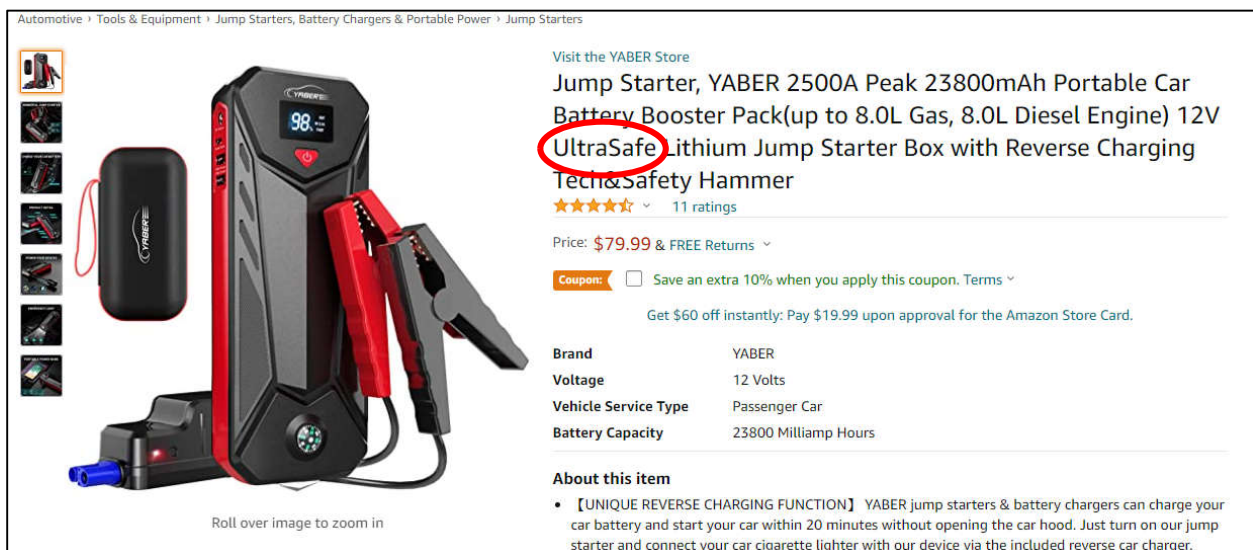 Automotive › Tools & Equipment › Jump Starters, Battery Chargers & Portable Power › Jump Starters
Visit the YABER Store
Jump Starter, YABER 2500A Peak 23800mAh Portable Car
Battery Booster Pack(up to 8.0L Gas, 8.0L Diesel Engine) 12V
UltraSafe Lithium Jump Starter Box with Reverse Charging
Tech&Safety Hammer
11 ratings
Price: $79.99 & FREE Returns
Coupon: Save an extra 10% when you apply this coupon. Terms
Get $60 off instantly: Pay $19.99 upon approval for the Amazon Store Card.
Brand YABER
Voltage 12 Volts
Vehicle Service Type Passenger Car
Battery Capacity 23800 Milliamp Hours
About this item
• 【UNIQUE REVERSE CHARGING FUNCTION】 YABER jump starters & battery chargers can charge your
car battery and start your car within 20 minutes without opening the car hood. Just turn on our jump
starter and connect your car cigarette lighter with our device via the included reverse car charger.
YABER
98
YABER
Roll over image to zoom in